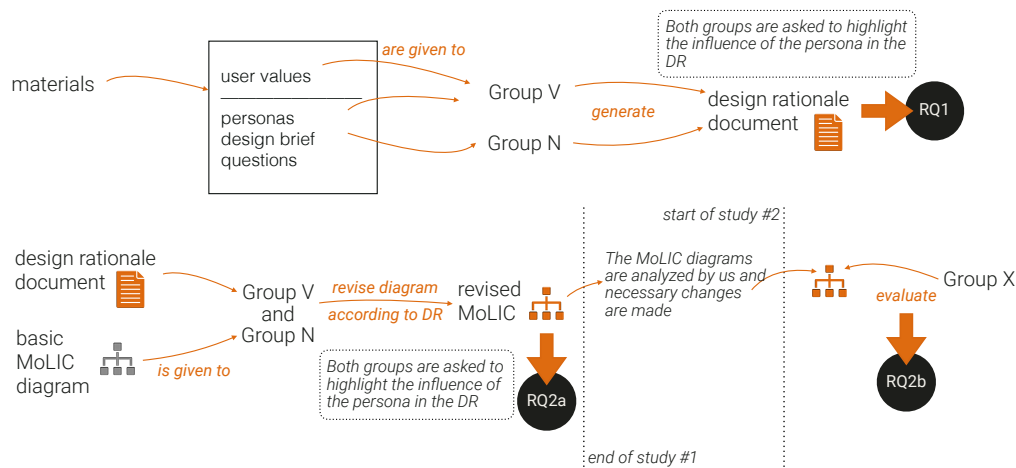 Both groups are asked to highlight
the influence of the persona in the
DR
are given to
materials
user values
personas
design brief
questions
Group V
Group N
generate
design rationale
document
RQ1
start of study #2
design rationale
document
basic
MoLIC
diagram
is given to
Group V
and
Group N
revise diagram
according to DR
revised
MoLIC
Both groups are asked to
highlight the influence of
the persona in the DR
RQ2a
The MoLIC diagrams
are analyzed by us and
necessary changes
are made
Group X
evaluate
RQ2b
end of study #1